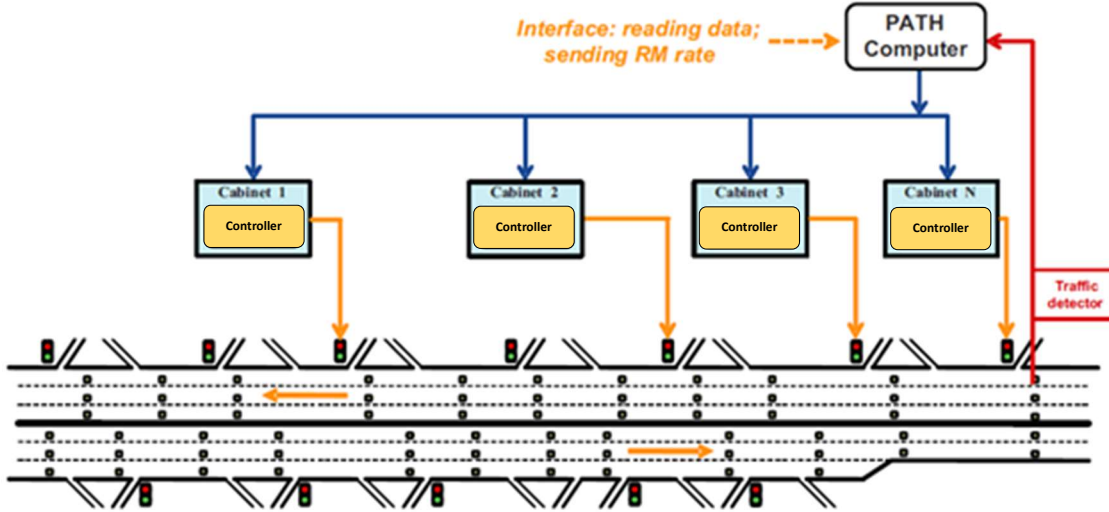 Interface: reading data;
sending RM rate
PATH
Computer
Cabinet 1
Controller
Cabinet 2
Controller
Cabinet 3
Controller
Cabinet N
Controller
Traffic
detector